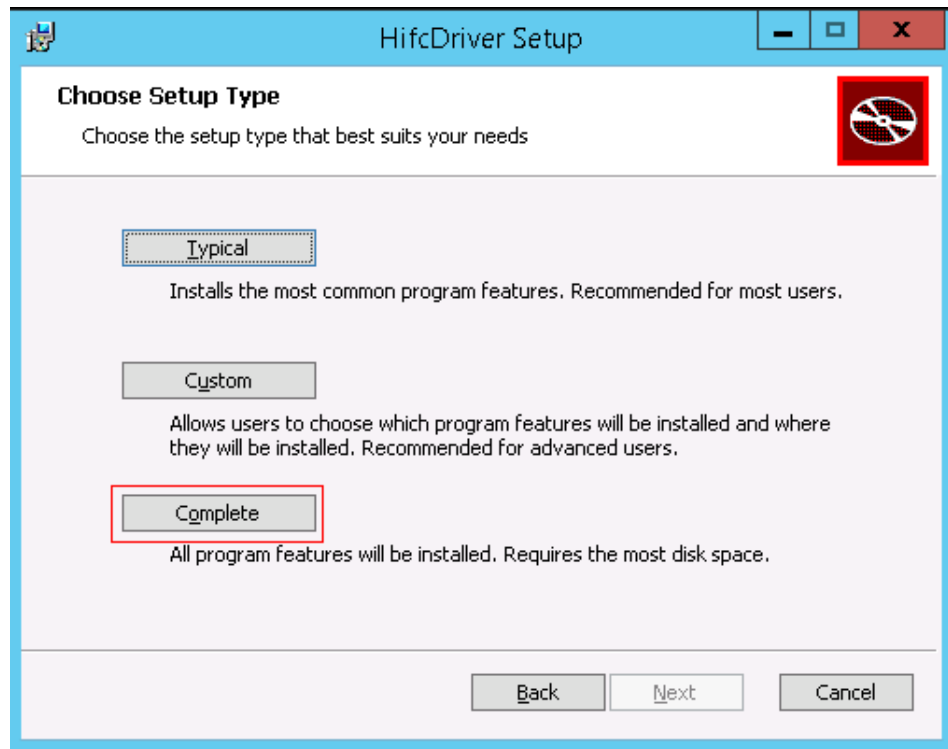 HifcDriver Setup
Choose Setup Type
Choose the setup type that best suits your needs
Typical
Installs the most common program features. Recommended for most users.
Custom
Allows users to choose which program features will be installed and where
they will be installed. Recommended for advanced users.
Complete
All program features will be installed. Requires the most disk space.
Back Next Cancel